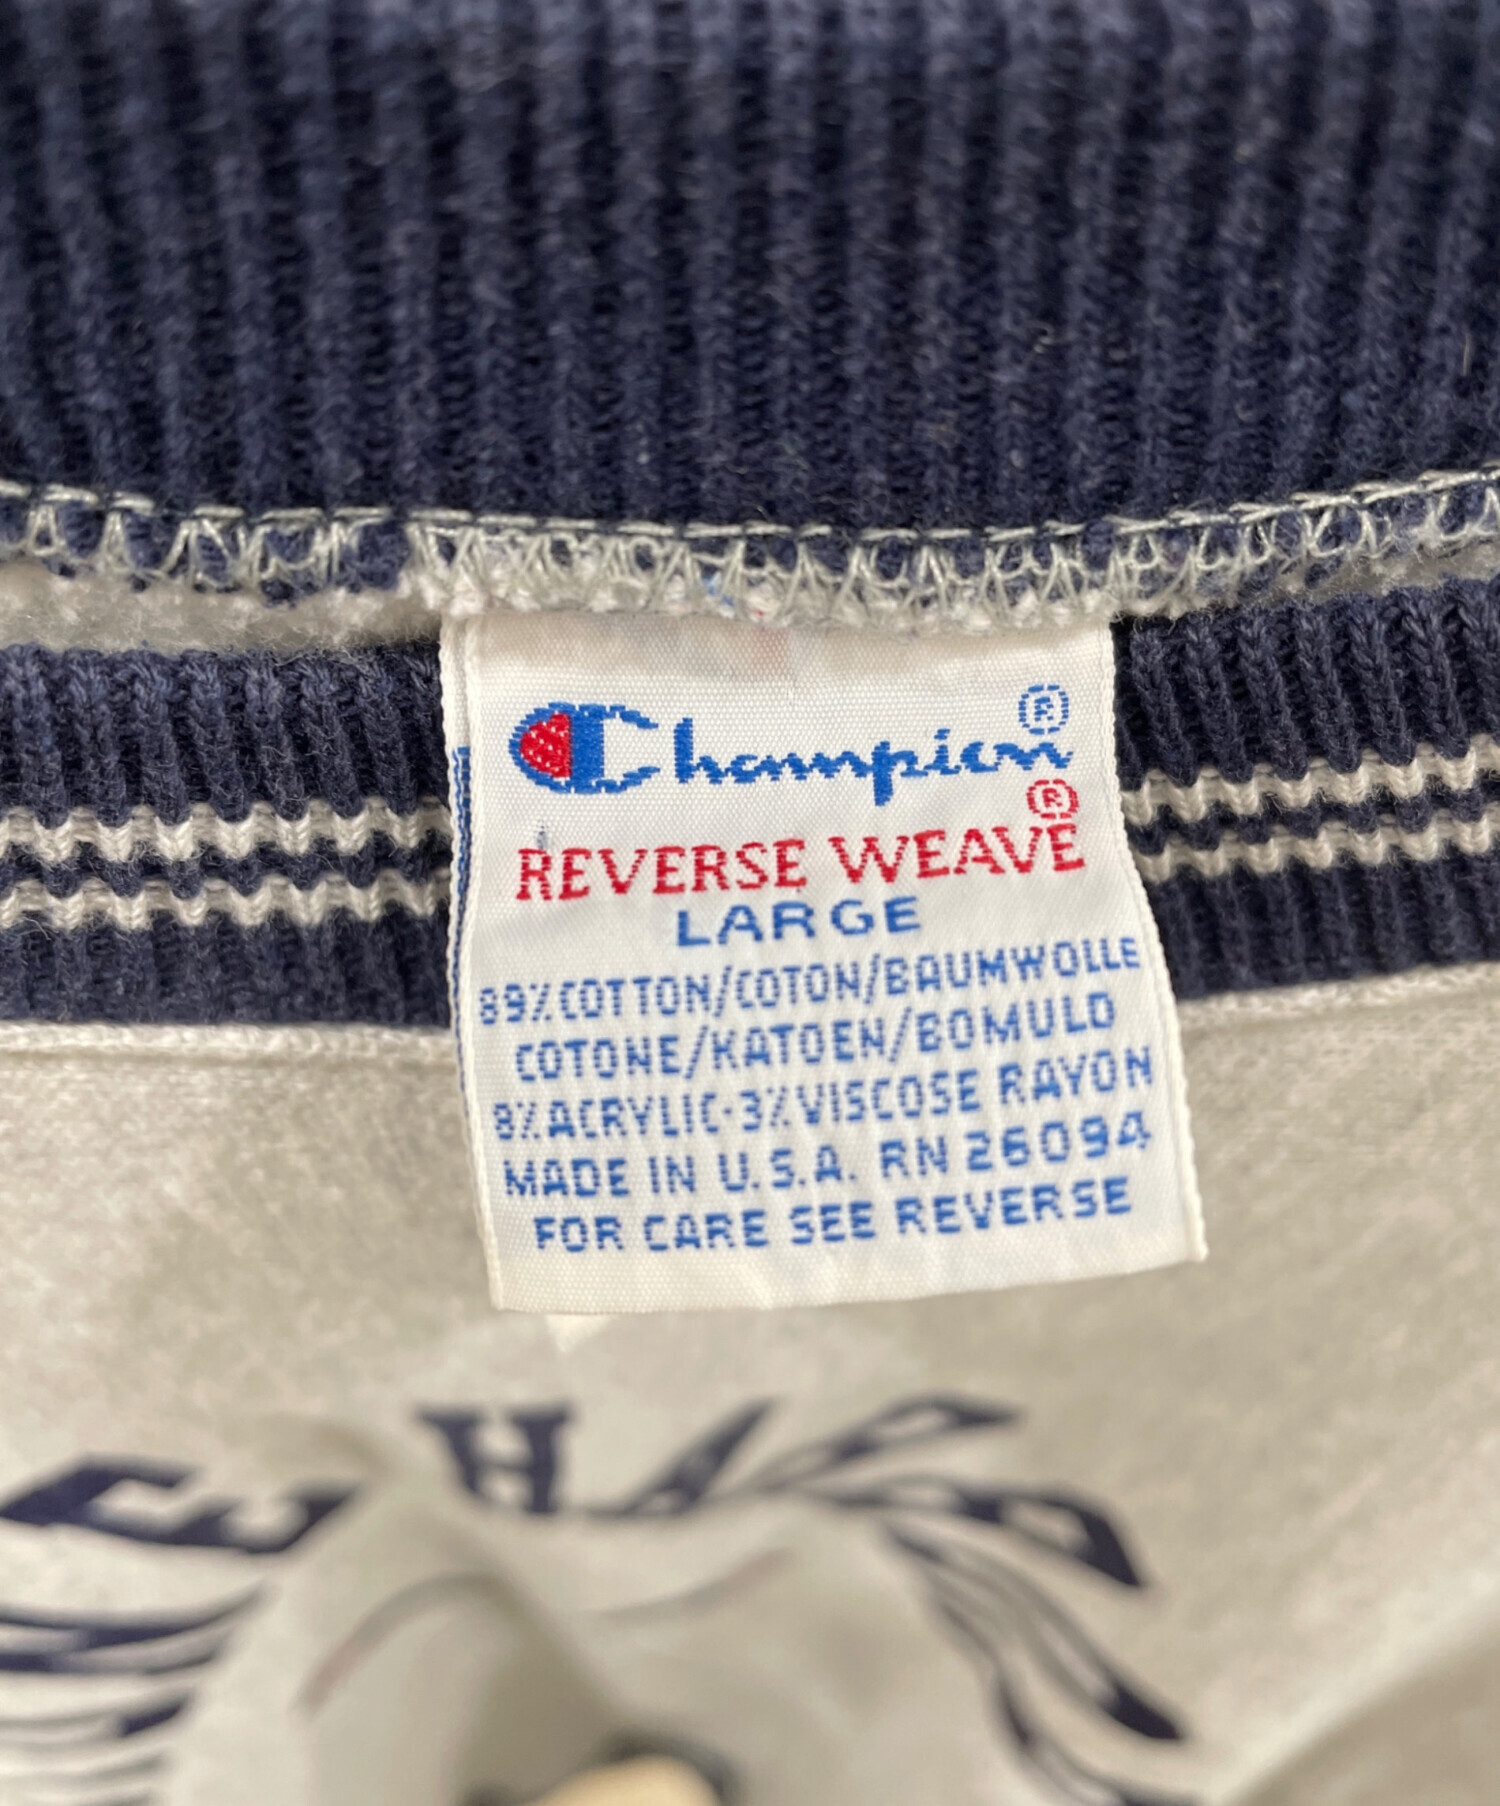 Champion®
®
REVERSE WEAVE
LARGE
89%COTTON/COTON/BAUMWOLLE
COTONE/KATOEN/BOMULD
8%ACRYLIC·3%VISCOSE RAYON
MADE IN U.S.A. RN 26094
FOR CARE SEE REVERSE